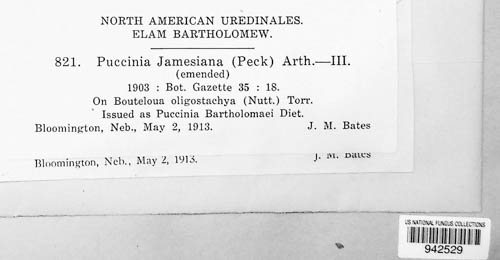 NORTH AMERICAN UREDINALES.
ELAM BARTHOLOMEW.
821. Puccinia Jamesiana (Peck) Arth.—III.
(emended)
1903 : Bot. Gazette 35 : 18.
On Bouteloua oligostachya (Nutt.) Torr.
Issued as Puccinia Bartholomaei Diet.
Bloomington, Neb., May 2, 1913. J. M. Bates
Bloomington, Neb., May 2, 1913. J. M. Bates
US NATIONAL FUNGUS COLLECTIONS
942529